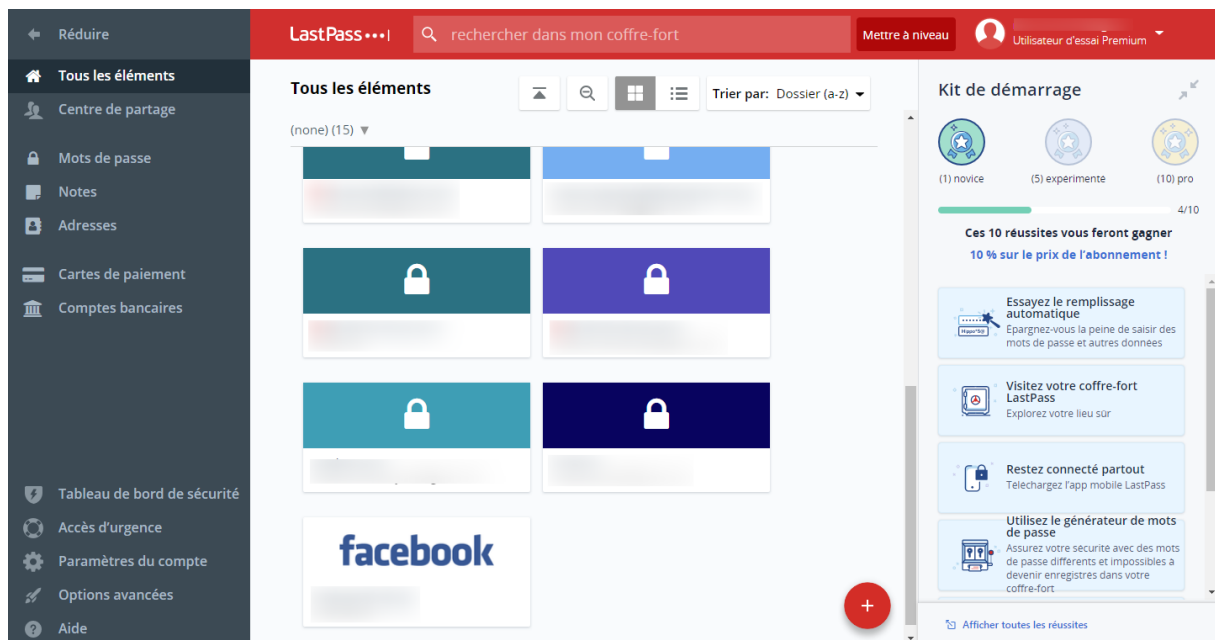 Réduire
Tous les éléments
Centre de partage
Mots de passe
Notes
Adresses
Cartes de paiement
Comptes bancaires
Tableau de bord de sécurité
Accès d'urgence
Paramètres du compte
Options avancées
Aide
LastPass •••|
rechercher dans mon coffre-fort
Mettre à niveau
Utilisateur d'essai Premium
Tous les éléments
Trier par: Dossier (a-z)
(none) (15)
facebook
+
Kit de démarrage
(1) novice
(5) experimente
(10) pro
4/10
Ces 10 réussites vous feront gagner
10 % sur le prix de l'abonnement !
Essayez le remplissage
automatique
Épargnez-vous la peine de saisir des
mots de passe et autres données
Visitez votre coffre-fort
LastPass
Explorez votre lieu sûr
Restez connecté partout
Téléchargez l'app mobile LastPass
Utilisez le générateur de mots
de passe
Assurez votre sécurité avec des mots
de passe différents et impossibles à
devenir enregistrés dans votre
coffre-fort
Afficher toutes les réussites